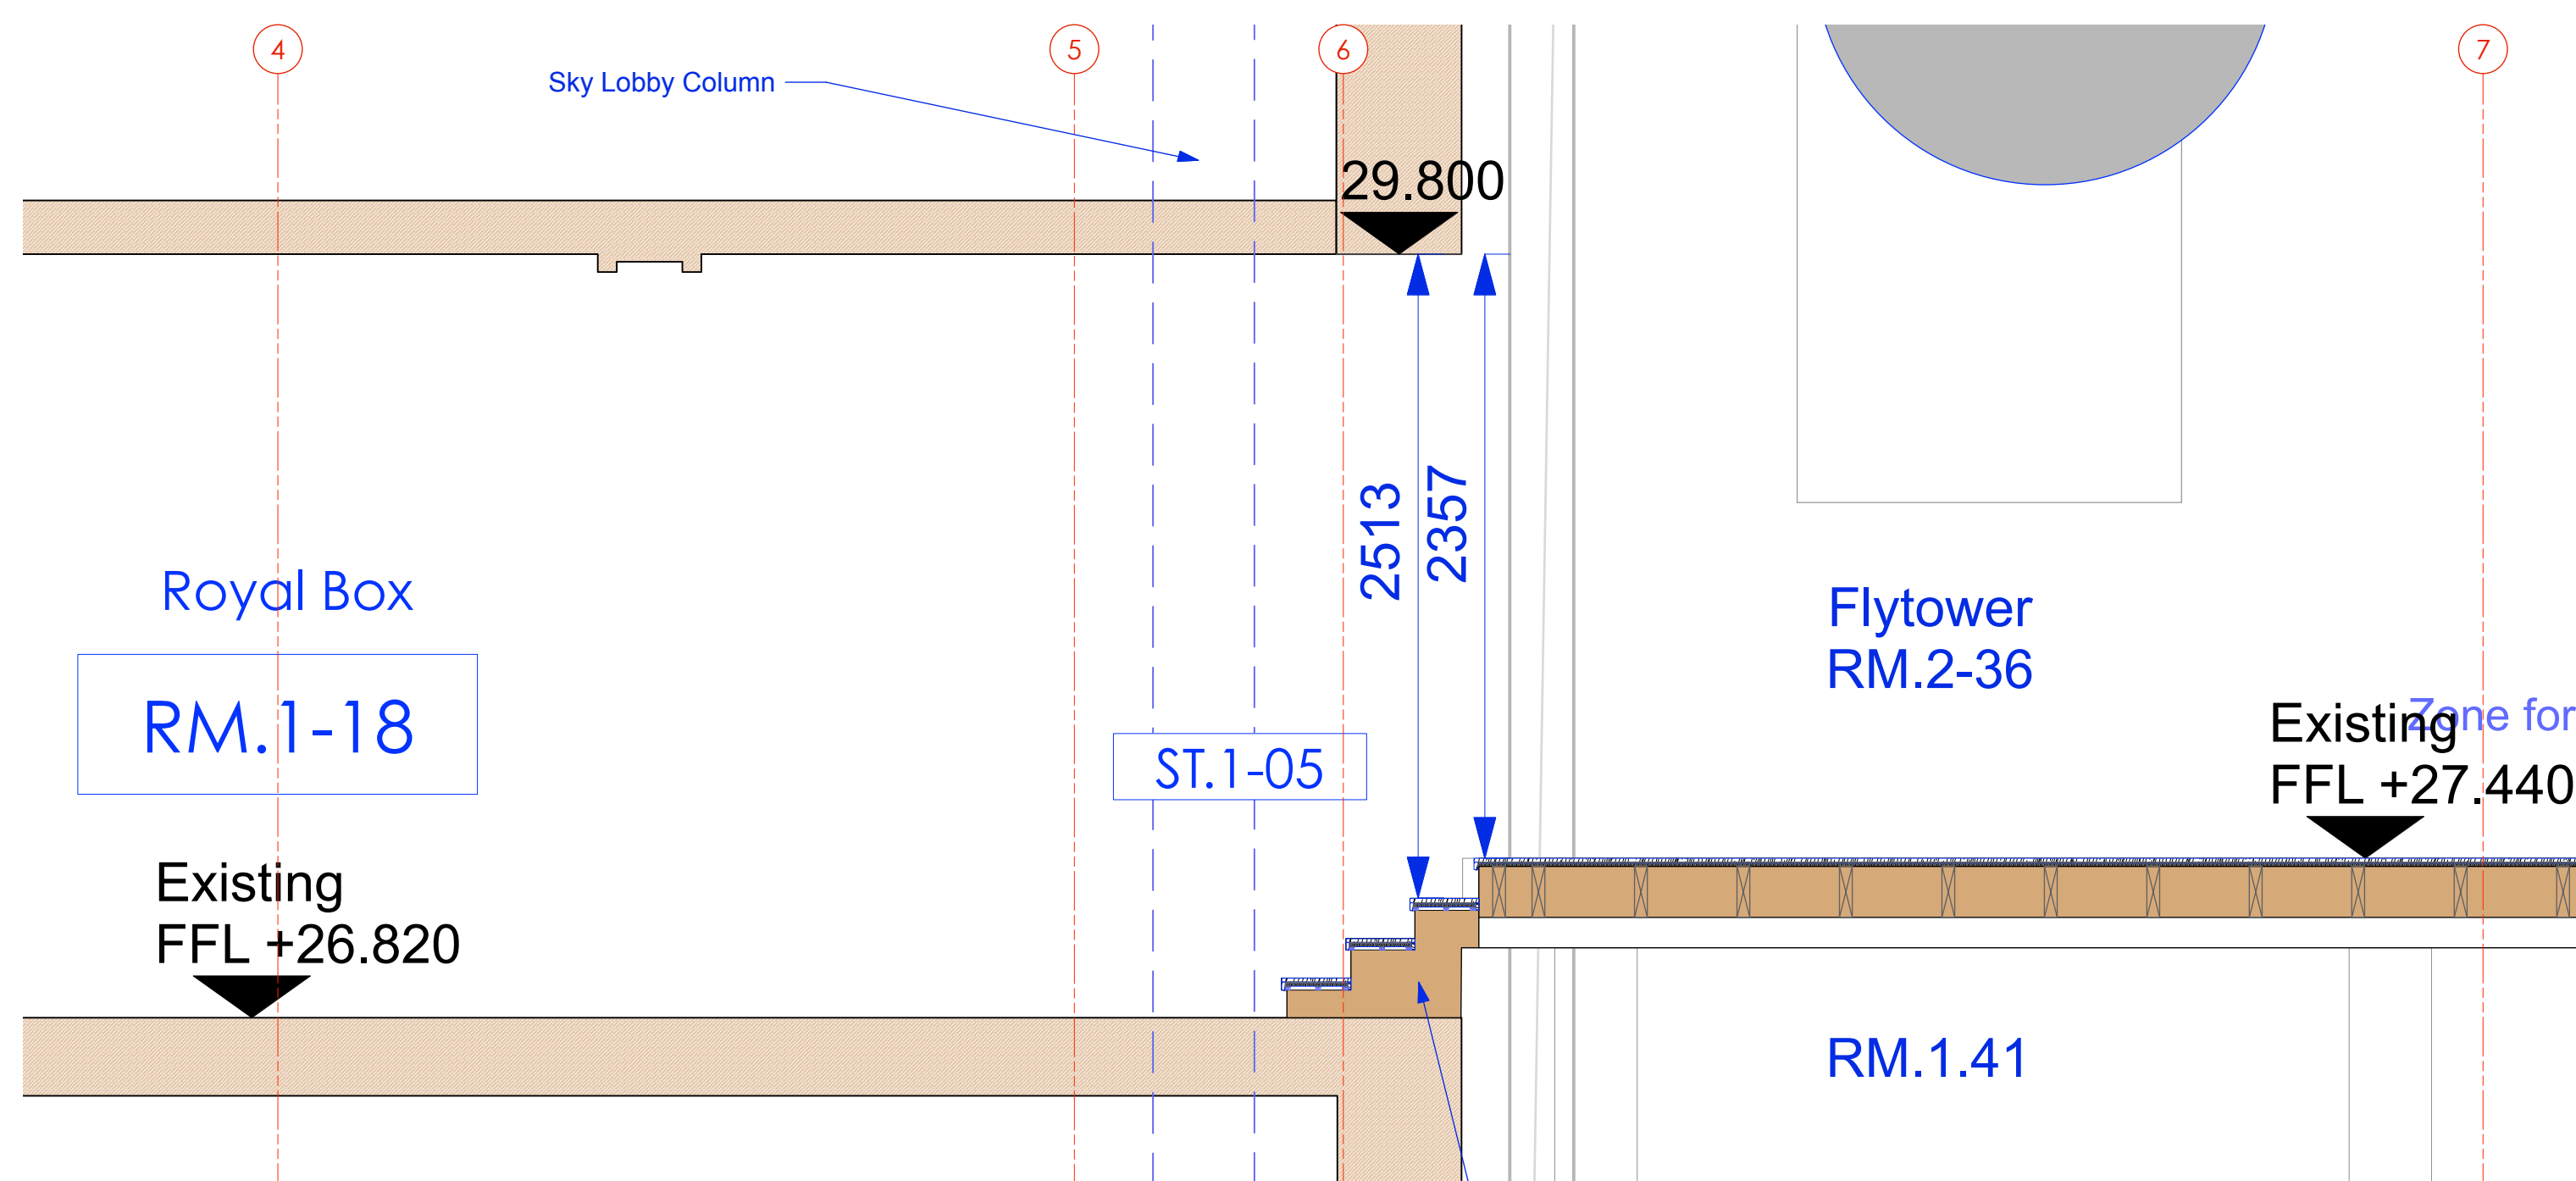 4
5
6
7
Sky Lobby Column
29.800
2513
2357
Royal Box
RM.1-18
ST.1-05
Flytower
RM.2-36
Zone for
Existing
FFL +27.440
Existing
FFL +26.820
RM.1.41